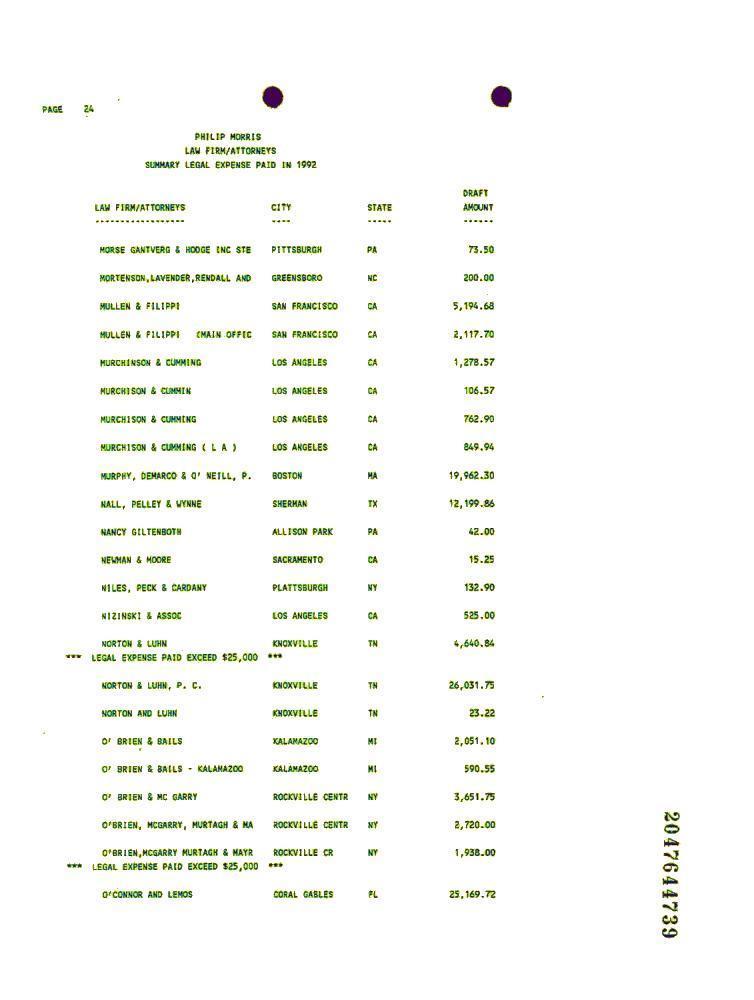 PAGE 24
PHILIP MORRIS
LAW FIRM/ATTORNEYS
SUMMARY LEGAL EXPENSE PAID IN 1992
DRAFT
LAW FIRM/ATTORNEYS CITY STATE AMOUNT
------------------ ---- ----- ------
MORSE GANTVERG & HODGE INC STE PITTSBURGH PA 73.50
MORTENSON,LAVENDER,RENDALL AND GREENSBORO NC 200.00
MULLEN & FILIPPI SAN FRANCISCO CA 5,194.68
MULLEN & FILIPPI (MAIN OFFIC SAN FRANCISCO CA 2,117.70
MURCHINSON & CUMMING LOS ANGELES CA 1,278.57
MURCHISON & CUMMIN LOS ANGELES CA 106.57
MURCHISON & CUMMING LOS ANGELES CA 762.90
MURCHISON & CUMMING ( L A ) LOS ANGELES CA 849.94
MURPHY, DEMARCO & O' NEILL, P. BOSTON MA 19,962.30
NALL, PELLEY & WYNNE SHERMAN TX 12,199.86
NANCY GILTENBOTH ALLISON PARK PA 42.00
NEWMAN & MOORE SACRAMENTO CA 15.25
NILES, PECK & CARDANY PLATTSBURGH NY 132.90
NIZINSKI & ASSOC LOS ANGELES CA 525.00
NORTON & LUHN KNOXVILLE TN 4,640.84
*** LEGAL EXPENSE PAID EXCEED $25,000 ***
NORTON & LUHN, P. C. KNOXVILLE TN 26,031.75
NORTON AND LUHN KNOXVILLE TN 23.22
O' BRIEN & BAILS KALAMAZOO MI 2,051.10
O' BRIEN & BAILS - KALAMAZOO KALAMAZOO MI 590.55
O' BRIEN & MC GARRY ROCKVILLE CENTR NY 3,651.75
O'BRIEN, MCGARRY, MURTAGH & MA ROCKVILLE CENTR NY 2,720.00
O'BRIEN,MCGARRY MURTAGH & MAYR ROCKVILLE CR NY 1,938.00
*** LEGAL EXPENSE PAID EXCEED $25,000 ***
O'CONNOR AND LEMOS CORAL GABLES FL 25,169.72
2047644739